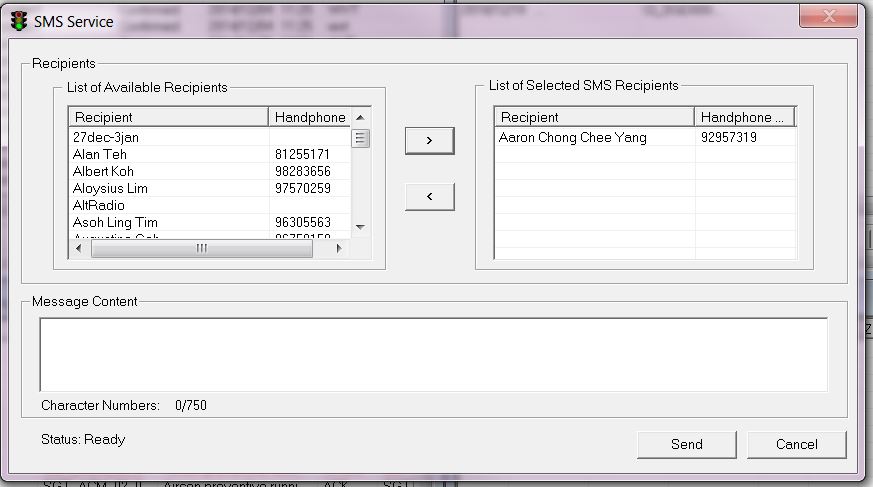 SMS Service
Recipients
List of Available Recipients
Recipient Handphone
27dec-3jan
Alan Teh 81255171
Albert Koh 98283656
Aloysius Lim 97570259
AltRadio
Asoh Ling Tim 96305563
>
<
List of Selected SMS Recipients
Recipient Handphone ...
Aaron Chong Chee Yang 92957319
Message Content
Character Numbers: 0/750
Status: Ready
Send Cancel